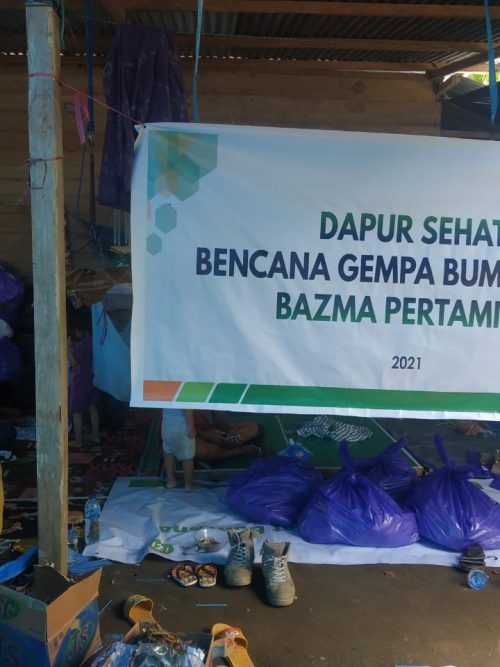 DAPUR SEHAT
BENCANA GEMPA BUM
BAZMA PERTAMI
2021